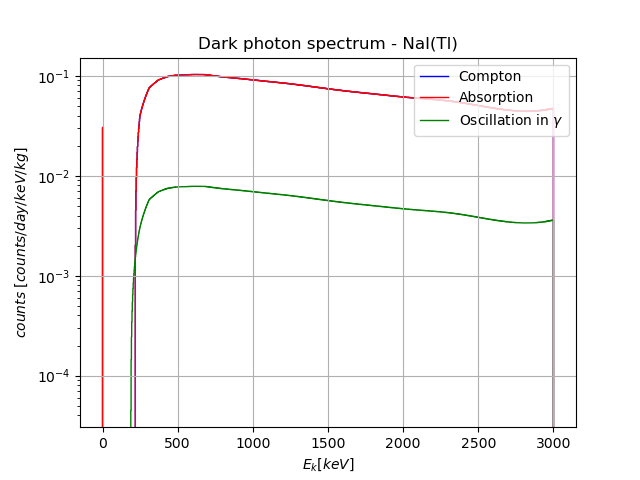 Dark photon spectrum - NaI(Tl)
Compton
Absorption
Oscillation in γ
counts [counts/day/keV/kg]
10⁻¹
10⁻²
10⁻³
10⁻⁴
0 500 1000 1500 2000 2500 3000
Eₖ[keV]